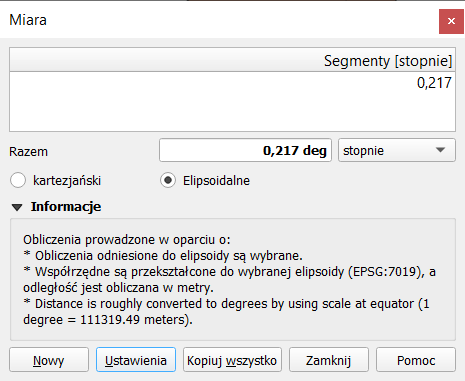 Miara
Segmenty [stopnie]
0,217
Razem
0,217 deg
stopnie
kartezjański
Elipsoidalne
Informacje
Obliczenia prowadzone w oparciu o:
* Obliczenia odniesione do elipsoidy są wybrane.
* Współrzędne są przekształcone do wybranej elipsoidy (EPSG:7019), a
odległość jest obliczana w metry.
* Distance is roughly converted to degrees by using scale at equator (1
degree = 111319.49 meters).
Nowy
Ustawienia
Kopiuj wszystko
Zamknij
Pomoc